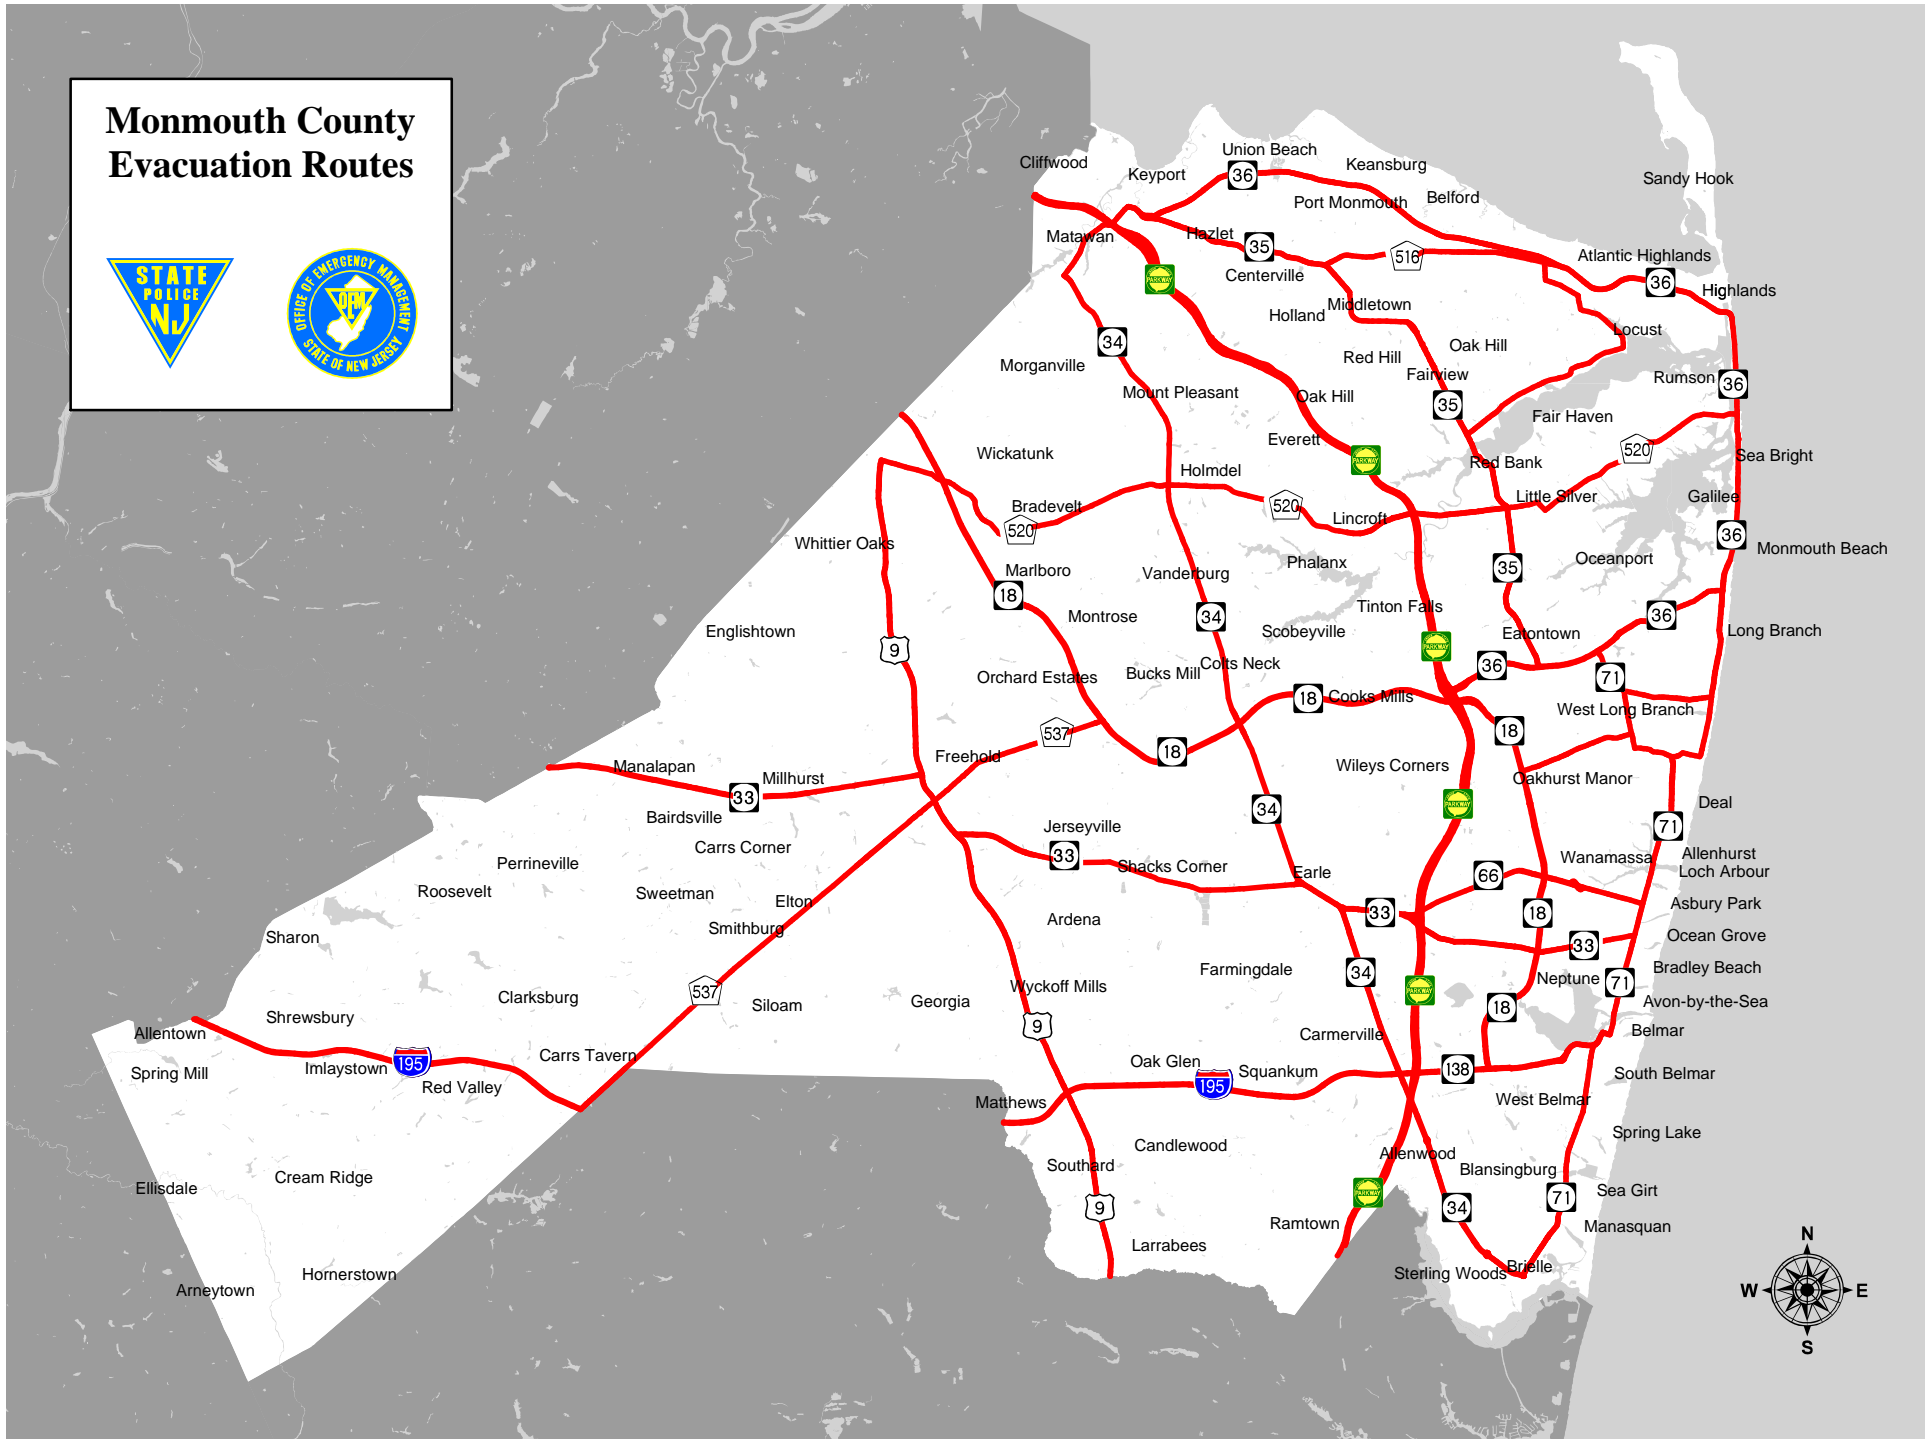 Monmouth County
Evacuation Routes
STATE
POLICE
NJ
OFFICE OF EMERGENCY MANAGEMENT
OEM
STATE OF NEW JERSEY
Cliffwood
Keyport
Union Beach
36
Keansburg
Port Monmouth
Belford
Sandy Hook
Matawan
Hazlet
35
Centerville
516
Atlantic Highlands
36
Highlands
PARKWAY
Middletown
Holland
Locust
34
Morganville
Red Hill
Oak Hill
Fairview
Rumson
36
Mount Pleasant
Oak Hill
35
Fair Haven
Everett
Wickatunk
PARKWAY
Red Bank
520
Sea Bright
Holmdel
Bradevelt
520
520
Lincroft
Little Silver
Galilee
Whittier Oaks
36
Monmouth Beach
Marlboro
Vanderburg
Phalanx
35
Oceanport
18
Montrose
34
Tinton Falls
36
Englishtown
Scobeyville
Eatontown
Long Branch
9
PARKWAY
Orchard Estates
Bucks Mill
Colts Neck
36
71
18
Cooks Mills
West Long Branch
537
Freehold
18
18
Manalapan
Millhurst
Wileys Corners
Oakhurst Manor
33
PARKWAY
Deal
Bairdsville
34
Jerseyville
71
Carrs Corner
33
Shacks Corner
Wanamassa
Allenhurst
Perrineville
Earle
66
Loch Arbour
Roosevelt
Sweetman
Elton
Asbury Park
Smithburg
Ardena
33
18
Ocean Grove
Sharon
33
Farmingdale
34
Bradley Beach
Wyckoff Mills
Neptune
71
537
PARKWAY
Clarksburg
Siloam
Georgia
18
Avon-by-the-Sea
Shrewsbury
9
Carmerville
Belmar
Allentown
Carrs Tavern
Oak Glen
Squankum
138
Spring Mill
Imlaystown
195
195
South Belmar
Red Valley
Matthews
West Belmar
Spring Lake
Candlewood
Allenwood
Southard
Blansingburg
Cream Ridge
Ellisdale
PARKWAY
Sea Girt
9
34
71
Ramtown
Manasquan
Larrabees
Hornerstown
Sterling Woods
Brielle
Arneytown
N
W
E
S